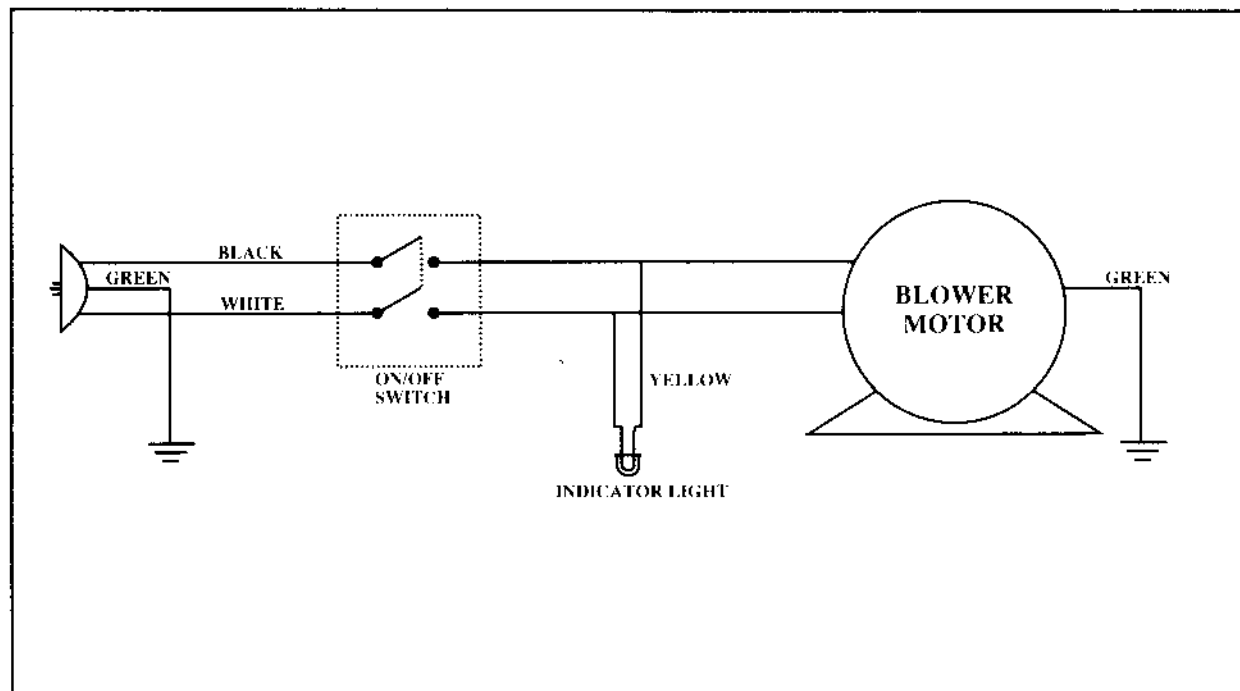 BLACK
GREEN
WHITE
ON/OFF
SWITCH
YELLOW
INDICATOR LIGHT
BLOWER
MOTOR
GREEN